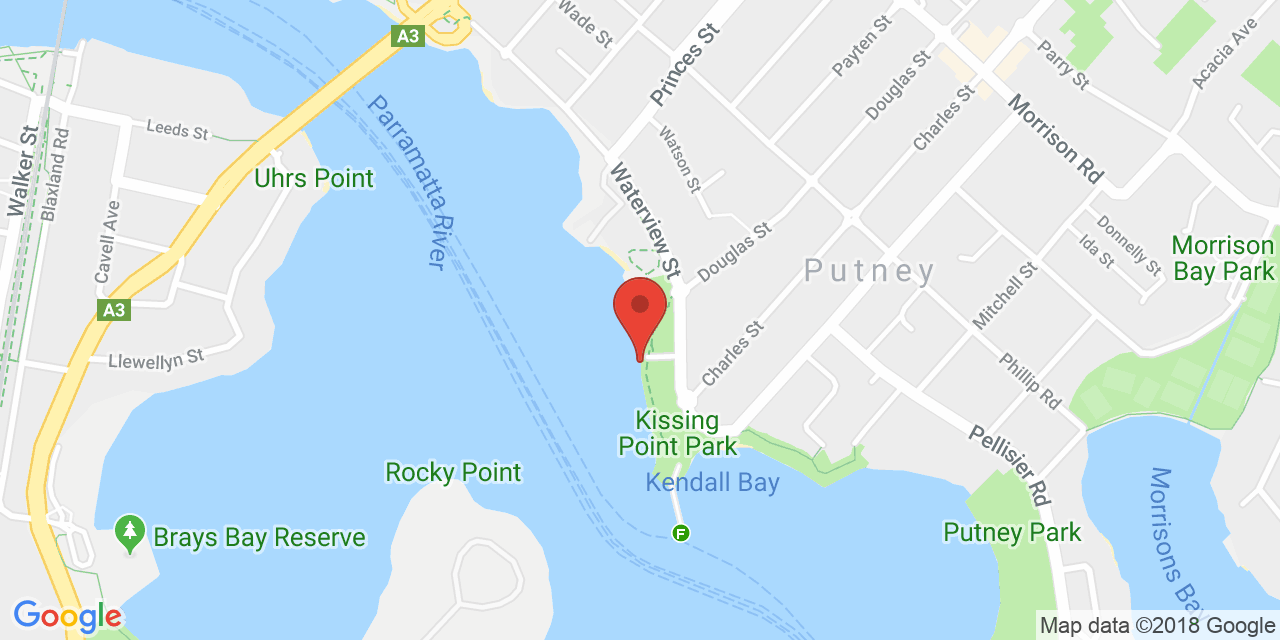 Wade St
A3
Princes St
Payten St
Parry St
Acacia Ave
Douglas St
Charles St
Morrison Rd
Walker St
Blaxland Rd
Leeds St
Parramatta River
Watson St
Uhrs Point
Cavell Ave
Waterview St
Douglas St
Putney
Donnelly St
Ida St
Morrison
Bay Park
Mitchell St
A3
Llewellyn St
Charles St
Phillip Rd
Kissing
Point Park
Pellisier Rd
Rocky Point
Kendall Bay
Morrisons Bay
F
Brays Bay Reserve
Putney Park
Google
Map data ©2018 Google